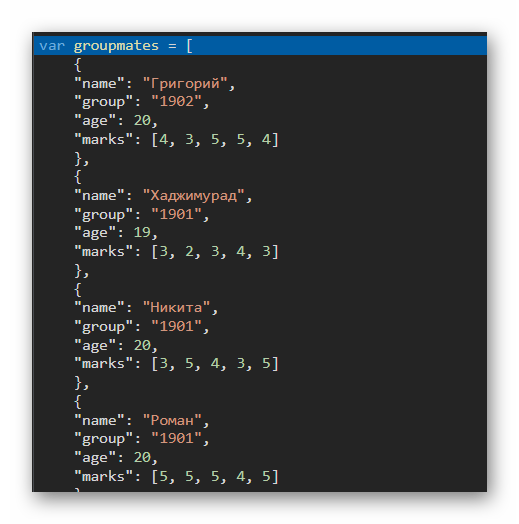 var groupmates = [
{
"name": "Григорий",
"group": "1902",
"age": 20,
"marks": [4, 3, 5, 5, 4]
},
{
"name": "Хаджимурад",
"group": "1901",
"age": 19,
"marks": [3, 2, 3, 4, 3]
},
{
"name": "Никита",
"group": "1901",
"age": 20,
"marks": [3, 5, 4, 3, 5]
},
{
"name": "Роман",
"group": "1901",
"age": 20,
"marks": [5, 5, 5, 4, 5]